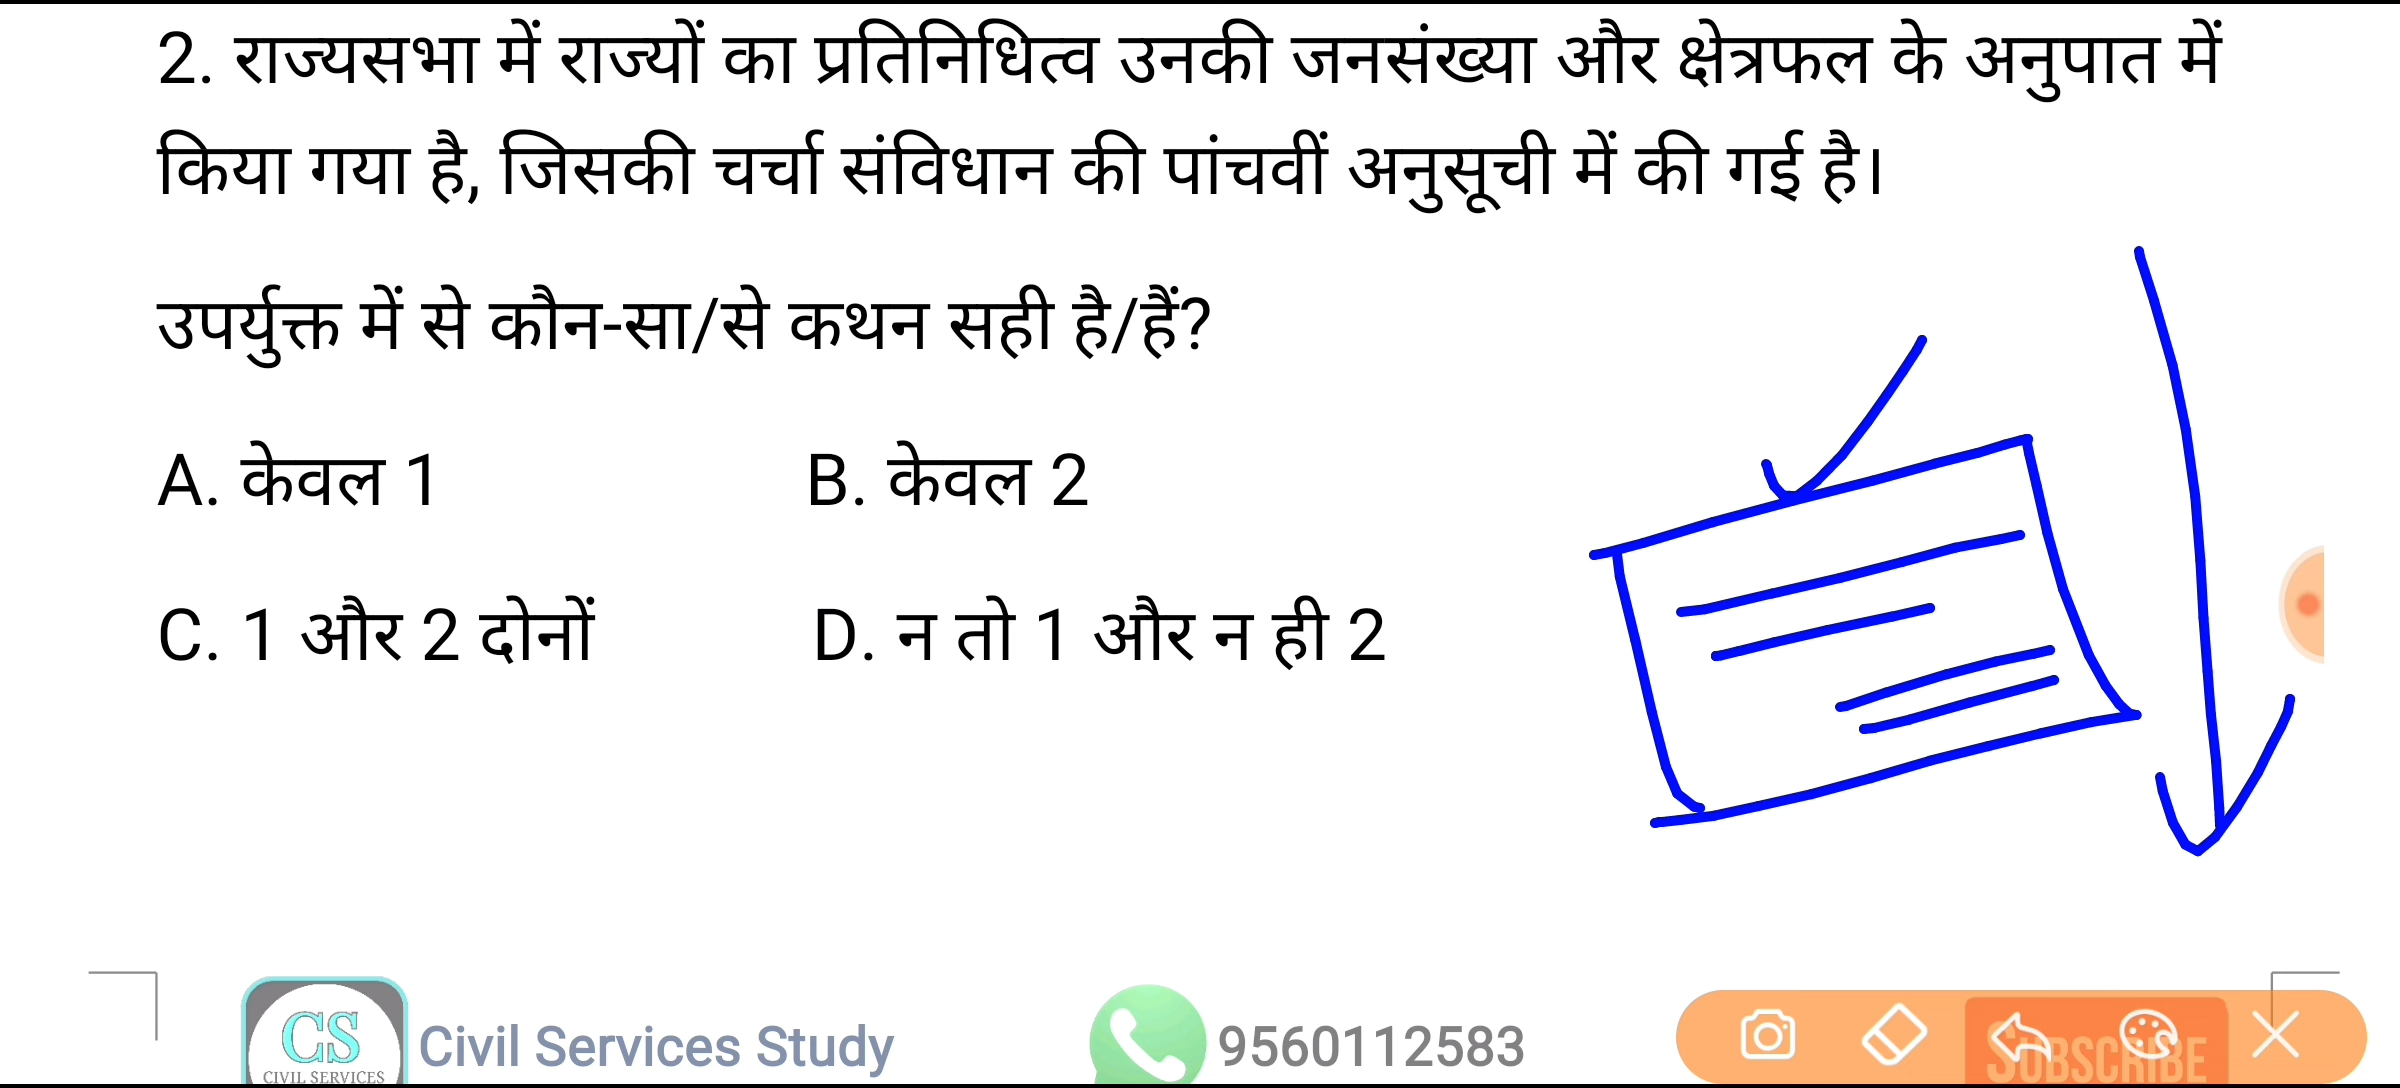 2. राज्यसभा में राज्यों का प्रतिनिधित्व उनकी जनसंख्या और क्षेत्रफल के अनुपात में
किया गया है, जिसकी चर्चा संविधान की पांचवीं अनुसूची में की गई है।
उपर्युक्त में से कौन-सा/से कथन सही है/हैं?
A. केवल 1 B. केवल 2
C. 1 और 2 दोनों D. न तो 1 और न ही 2
CS Civil Services Study 9560112583 SUBSCRIBE
CIVIL SERVICES